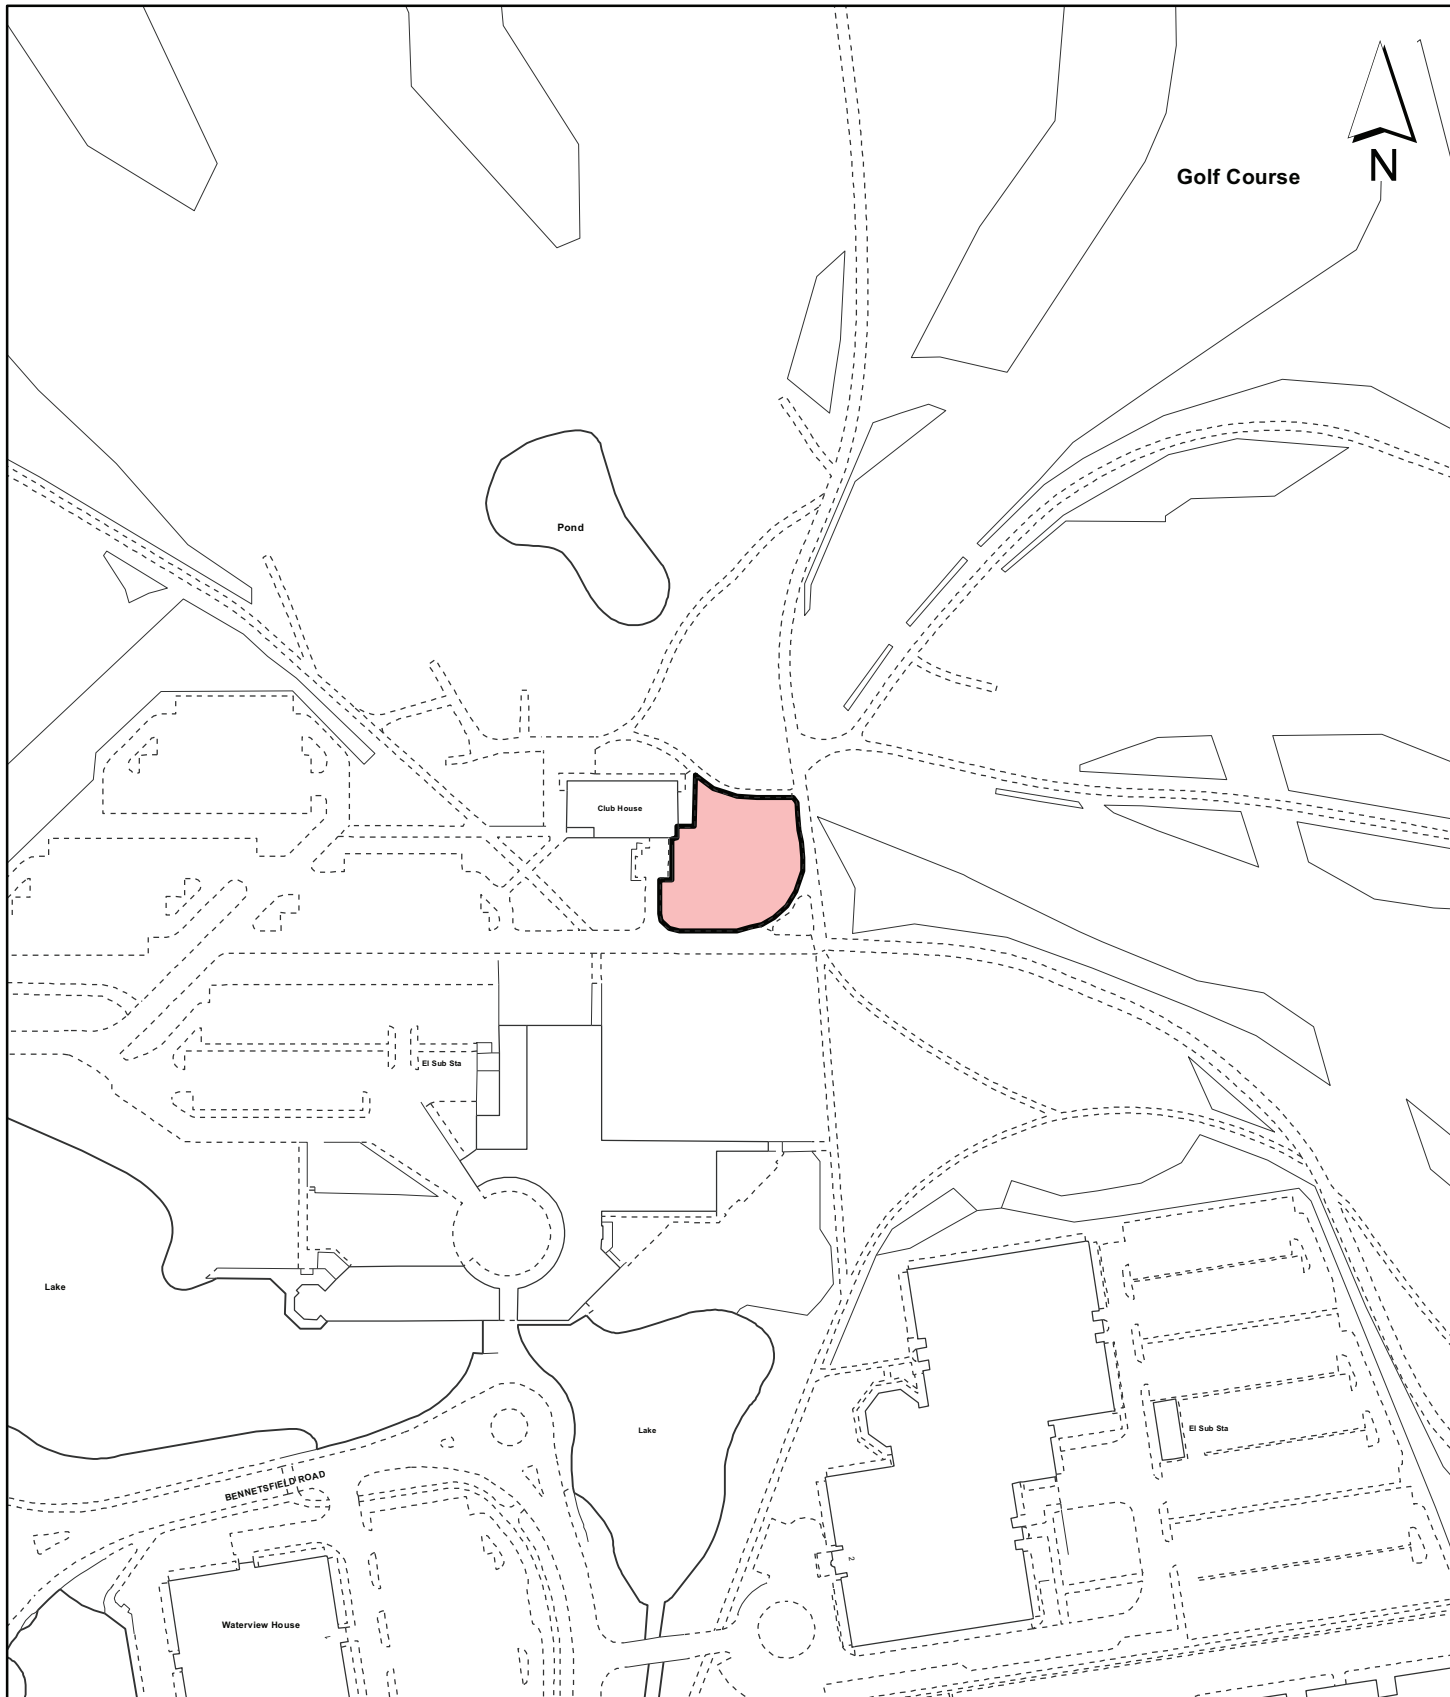 Golf Course
N
Pond
Club House
El Sub Sta
Lake
Lake
El Sub Sta
BENNETSFIELD ROAD
2
Waterview House